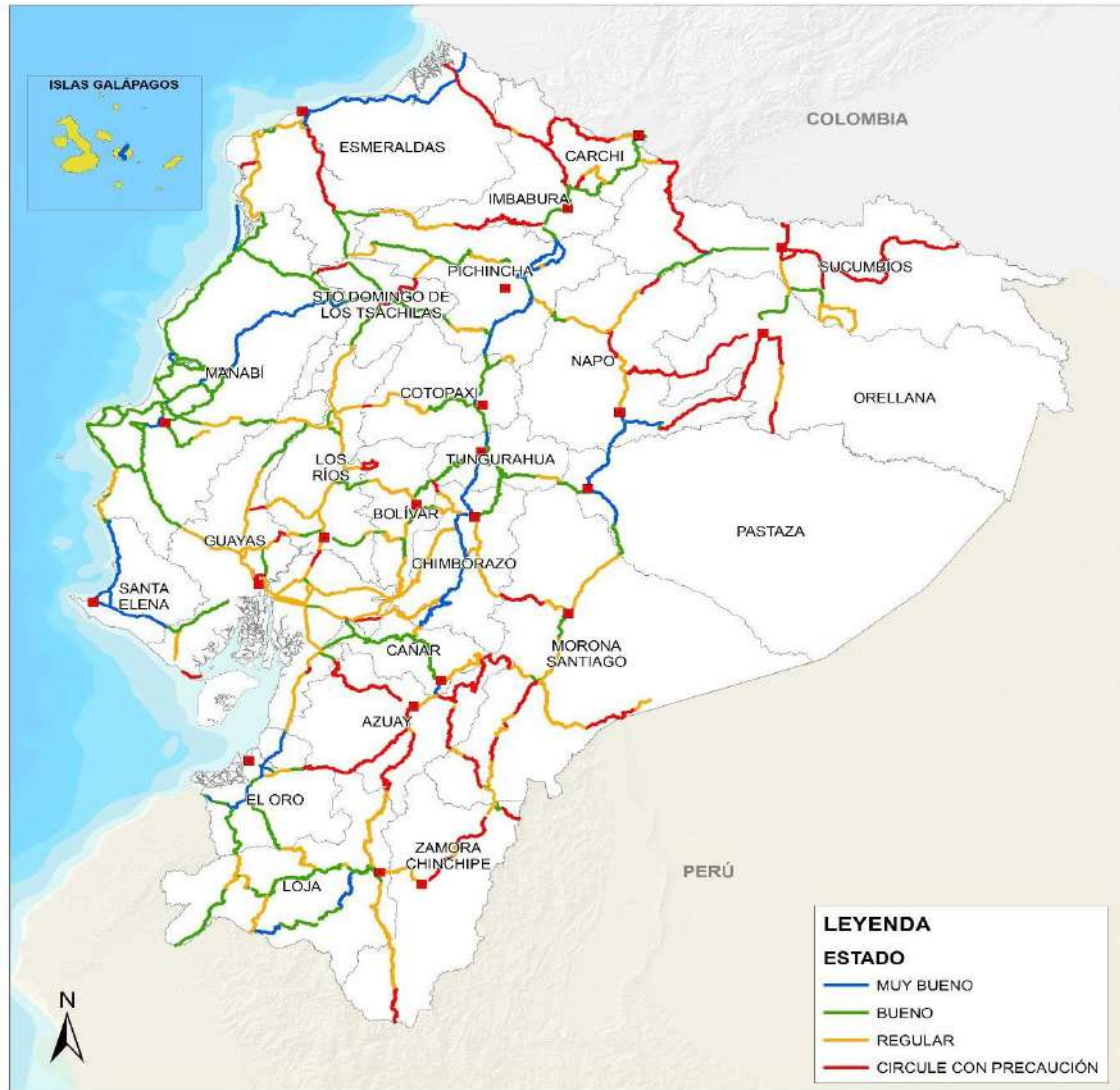 ISLAS GALÁPAGOS
COLOMBIA
ESMERALDAS
CARCHI
IMBABURA
SUCUMBIOS
PICHINCHA
STO DOMINGO DE
LOS TSÁCHILAS
NAPO
MANABÍ
COTOPAXI
ORELLANA
LOS
RÍOS
TUNGURAHUA
BOLÍVAR
PASTAZA
GUAYAS
CHIMBORAZO
SANTA
ELENA
MORONA
SANTIAGO
CAÑAR
AZUAY
EL ORO
ZAMORA
CHINCHIPE
PERÚ
LOJA
N
LEYENDA
ESTADO
MUY BUENO
BUENO
REGULAR
CIRCULE CON PRECAUCIÓN